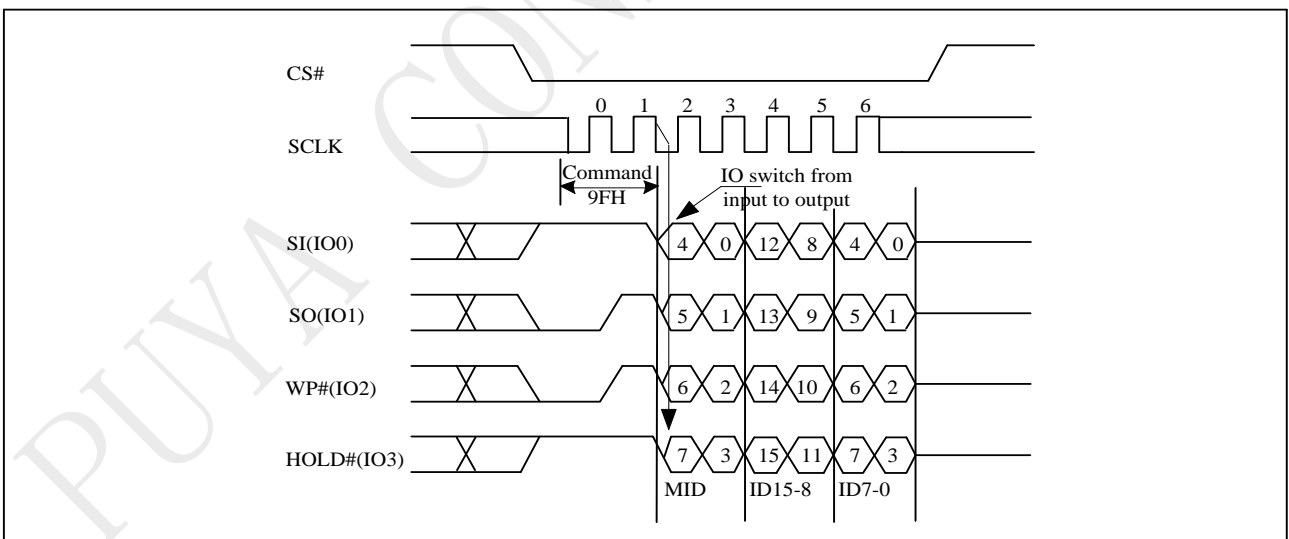 PUYA CON
CS#
0 1 2 3 4 5 6
SCLK
Command
9FH
IO switch from
input to output
SI(IO0)
4 0 12 8 4 0
SO(IO1)
5 1 13 9 5 1
WP#(IO2)
6 2 14 10 6 2
HOLD#(IO3)
7 3 15 11 7 3
MID ID15-8 ID7-0